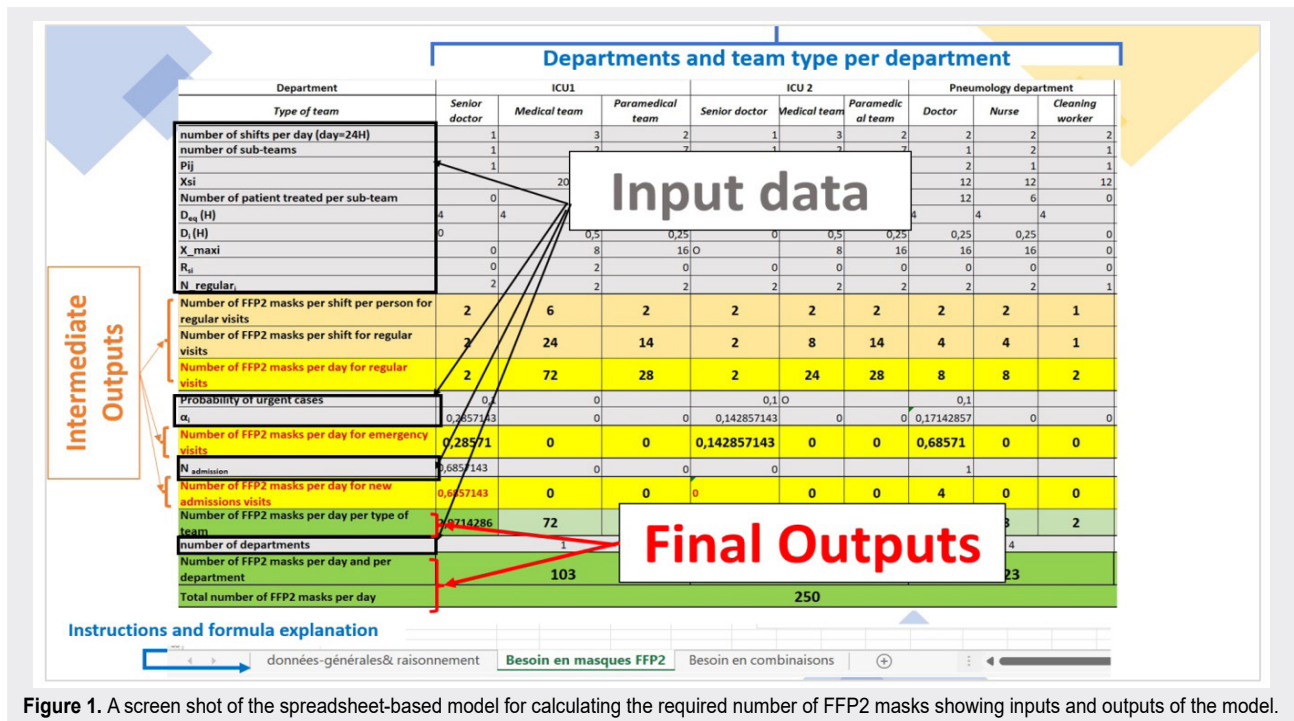 Departments and team type per department
Department ICU1 ICU 2 Pneumology department
Type of team Senior doctor Medical team Paramedical team Senior doctor Medical team Paramedic al team Doctor Nurse Cleaning worker
number of shifts per day (day=24H) 1 3 2 1 3 2 2 2 2
number of sub-teams 1 2 7 1 2 7 1 2 1
Pij 1 2 1 1
Xsi 20 12 12 12
Number of patient treated per sub-team 0 12 6 0
Deq (H) 4 4 4 4 4
Di (H) 0 0,5 0,25 0 0,5 0,25 0,25 0,25 0
X_maxi 0 8 16 O 8 16 16 16 0
Rsi 0 2 0 0 0 0 0 0 0
N_regulari 2 2 2 2 2 2 2 2 1
Input data
Number of FFP2 masks per shift per person for regular visits 2 6 2 2 2 2 2 2 1
Number of FFP2 masks per shift for regular visits 2 24 14 2 8 14 4 4 1
Number of FFP2 masks per day for regular visits 2 72 28 2 24 28 8 8 2
Probability of urgent cases 0,1 0 0,1 O 0,1
αi 0,2857143 0 0 0,142857143 0 0 0,17142857 0 0
Number of FFP2 masks per day for emergency visits 0,28571 0 0 0,142857143 0 0 0,68571 0 0
N admission 0,6857143 0 0 0 1
Number of FFP2 masks per day for new admissions visits 0,6857143 0 0 0 0 0 4 0 0
Number of FFP2 masks per day per type of team 2,9714286 72 2
number of departments 1 4
Number of FFP2 masks per day and per department 103 23
Total number of FFP2 masks per day 250
Final Outputs
Intermediate Outputs
Instructions and formula explanation
données-générales& raisonnement Besoin en masques FFP2 Besoin en combinaisons
Figure 1. A screen shot of the spreadsheet-based model for calculating the required number of FFP2 masks showing inputs and outputs of the model.